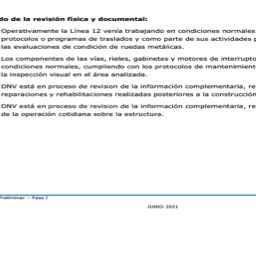 do de la revisión física y documental:
Operativamente la Línea 12 venía trabajando en condiciones normales
protocolos o programas de traslados y como parte de sus actividades p
las evaluaciones de condición de ruedas metálicas.
Los componentes de las vías, rieles, gabinetes y motores de interrupto
condiciones normales, cumpliendo con los protocolos de mantenimient
la inspección visual en el área analizada.
DNV está en proceso de revision de la información complementaria, re
reparaciones y rehabilitaciones realizadas posteriores a la construcción
DNV está en proceso de revision de la información complementaria, re
de la operación cotidiana sobre la estructura.
Preliminar – Fase I
JUNIO 2021